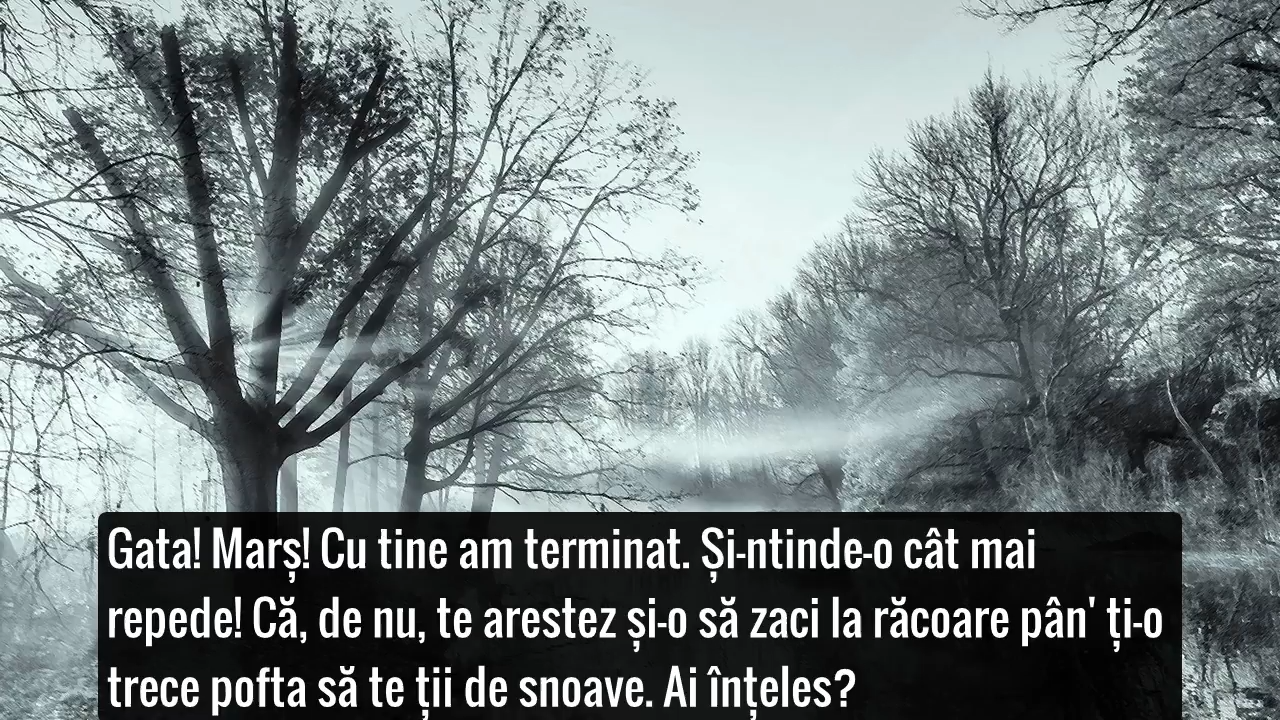 Gata! Marș! Cu tine am terminat. Și-ntinde-o cât mai
repede! Că, de nu, te arestez și-o să zaci la răcoare pân' ți-o
trece pofta să te ții de snoave. Ai înțeles?